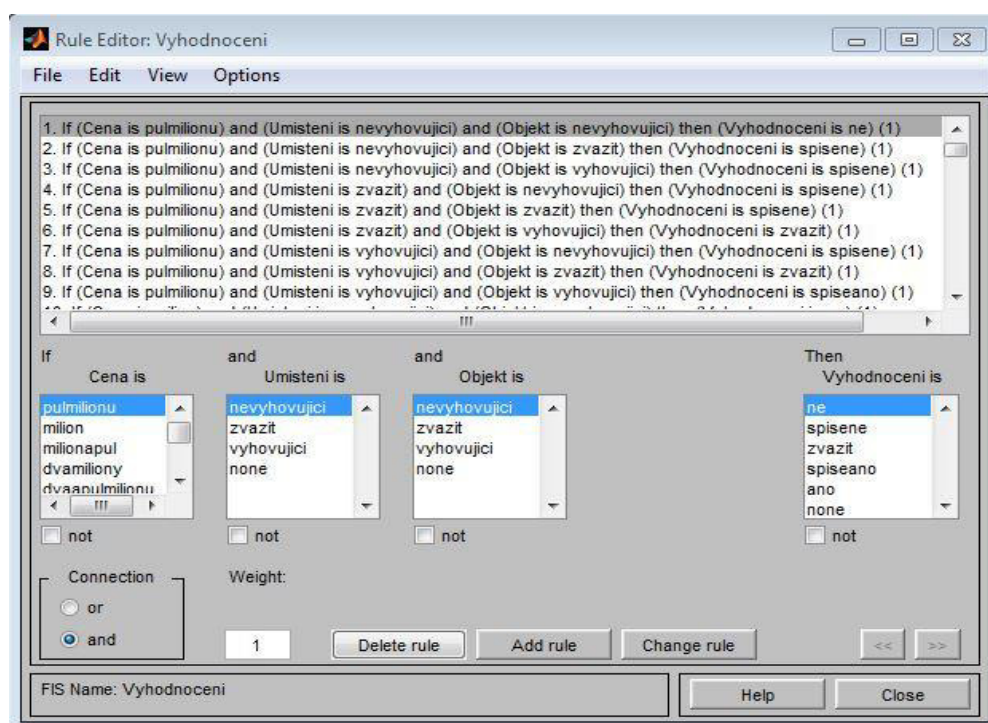 Rule Editor: Vyhodnoceni
File Edit View Options
1. If (Cena is pulmilionu) and (Umisteni is nevyhovujici) and (Objekt is nevyhovujici) then (Vyhodnoceni is ne) (1)
2. If (Cena is pulmilionu) and (Umisteni is nevyhovujici) and (Objekt is zvazit) then (Vyhodnoceni is spisene) (1)
3. If (Cena is pulmilionu) and (Umisteni is nevyhovujici) and (Objekt is vyhovujici) then (Vyhodnoceni is spisene) (1)
4. If (Cena is pulmilionu) and (Umisteni is zvazit) and (Objekt is nevyhovujici) then (Vyhodnoceni is spisene) (1)
5. If (Cena is pulmilionu) and (Umisteni is zvazit) and (Objekt is zvazit) then (Vyhodnoceni is spisene) (1)
6. If (Cena is pulmilionu) and (Umisteni is zvazit) and (Objekt is vyhovujici) then (Vyhodnoceni is zvazit) (1)
7. If (Cena is pulmilionu) and (Umisteni is vyhovujici) and (Objekt is nevyhovujici) then (Vyhodnoceni is spisene) (1)
8. If (Cena is pulmilionu) and (Umisteni is vyhovujici) and (Objekt is zvazit) then (Vyhodnoceni is zvazit) (1)
9. If (Cena is pulmilionu) and (Umisteni is vyhovujici) and (Objekt is vyhovujici) then (Vyhodnoceni is spiseano) (1)
If and and Then
Cena is Umisteni is Objekt is Vyhodnoceni is
pulmilionu nevyhovujici nevyhovujici ne
milion zvazit zvazit spisene
milionapul vyhovujici vyhovujici zvazit
dvamiliony none none spiseano
dvaapulmilionu ano
none
not not not not
Connection Weight:
or
and 1 Delete rule Add rule Change rule << >>
FIS Name: Vyhodnoceni Help Close